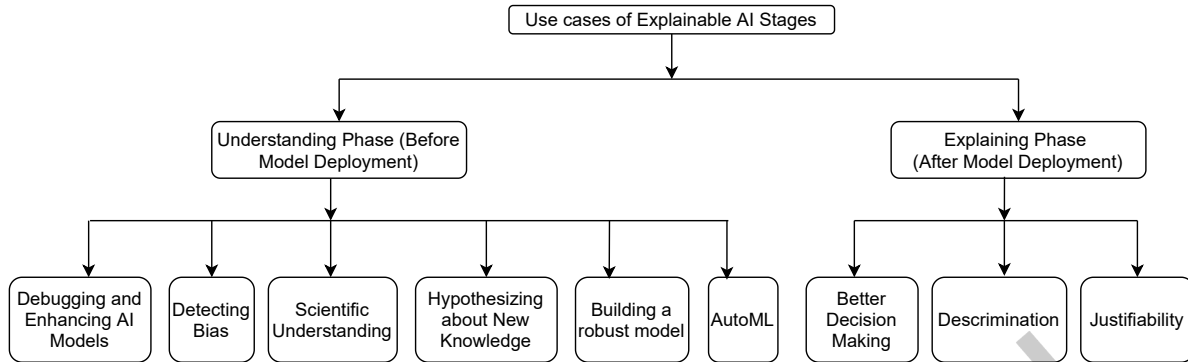 Use cases of Explainable AI Stages
Understanding Phase (Before
Model Deployment)
Explaining Phase
(After Model Deployment)
Debugging and
Enhancing AI
Models
Detecting
Bias
Scientific
Understanding
Hypothesizing
about New
Knowledge
Building a
robust model
AutoML
Better
Decision
Making
Descrimination
Justifiability